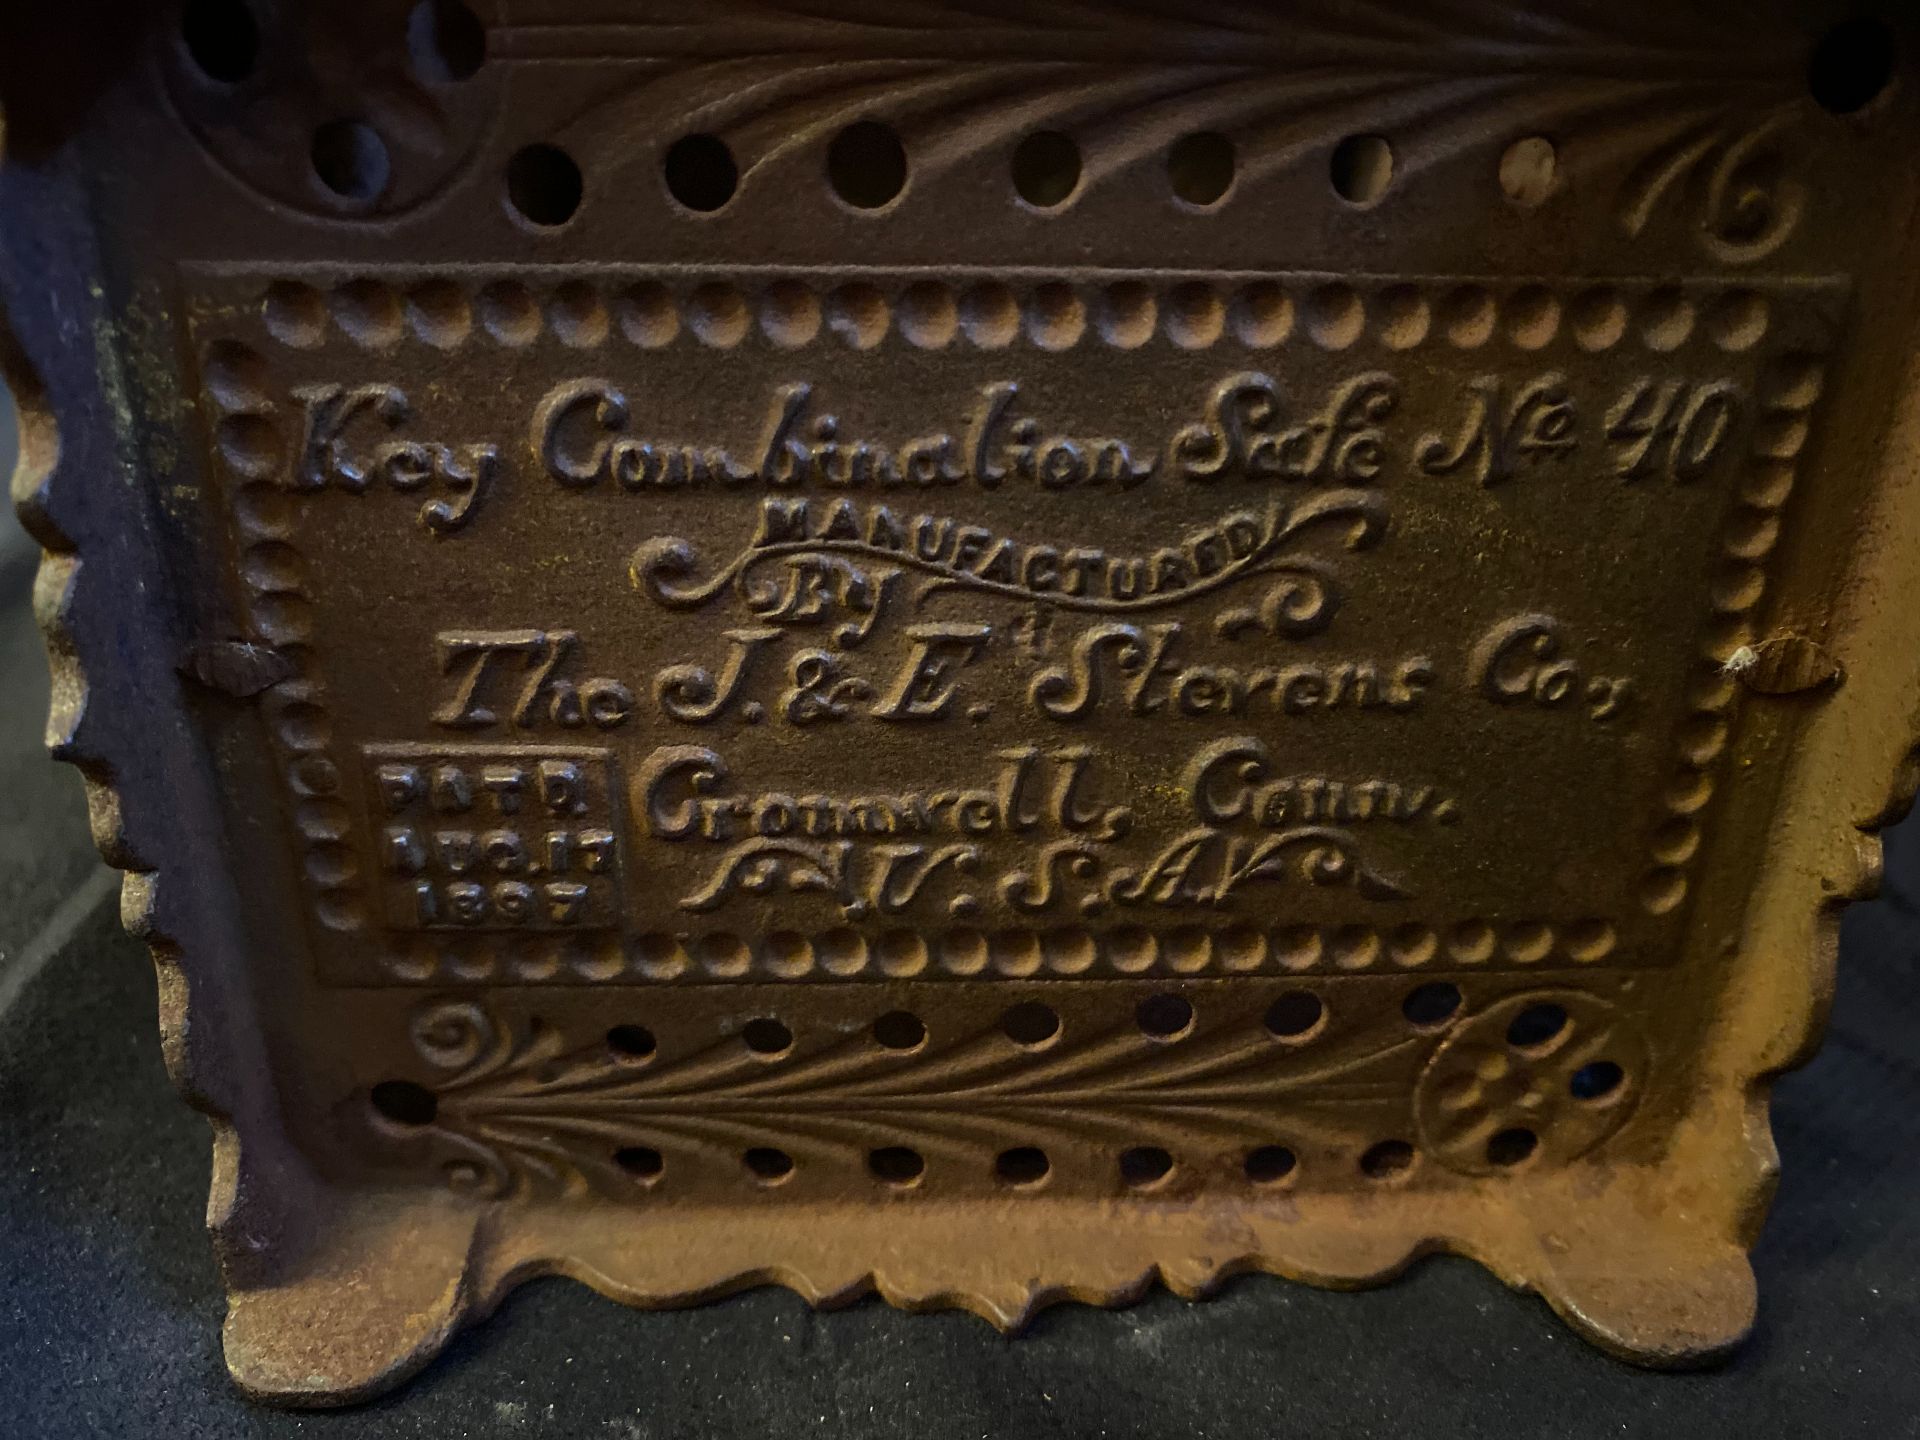 Key Combination Safe No. 40
MANUFACTURED
By
The J. & E. Stevens Co,
Cromwell, Conn.
U.S.A.
PAT'D
AUG. 17
1897